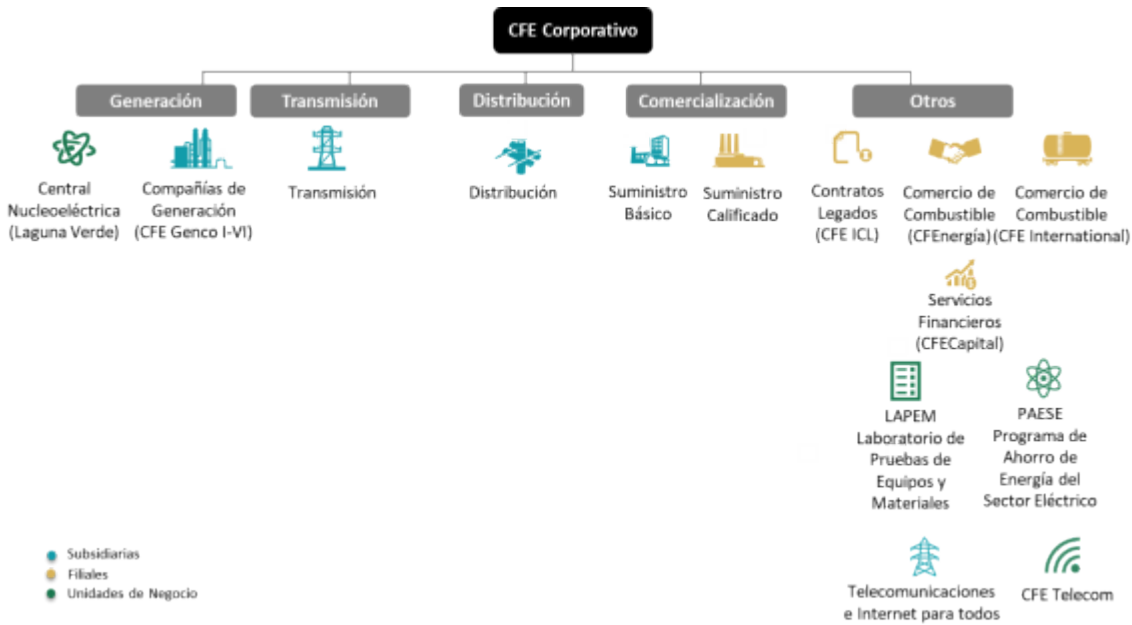 CFE Corporativo
Generación
Transmisión
Distribución
Comercialización
Otros
Central
Nucleoeléctrica
(Laguna Verde)
Compañías de
Generación
(CFE Genco I-VI)
Transmisión
Distribución
Suministro
Básico
Suministro
Calificado
Contratos
Legados
(CFE ICL)
Comercio de
Combustible
(CFEnergía)
Comercio de
Combustible
(CFE International)
Servicios
Financieros
(CFECapital)
LAPEM
Laboratorio de
Pruebas de
Equipos y
Materiales
PAESE
Programa de
Ahorro de
Energía del
Sector Eléctrico
Telecomunicaciones
e Internet para todos
CFE Telecom
Subsidiarias
Filiales
Unidades de Negocio